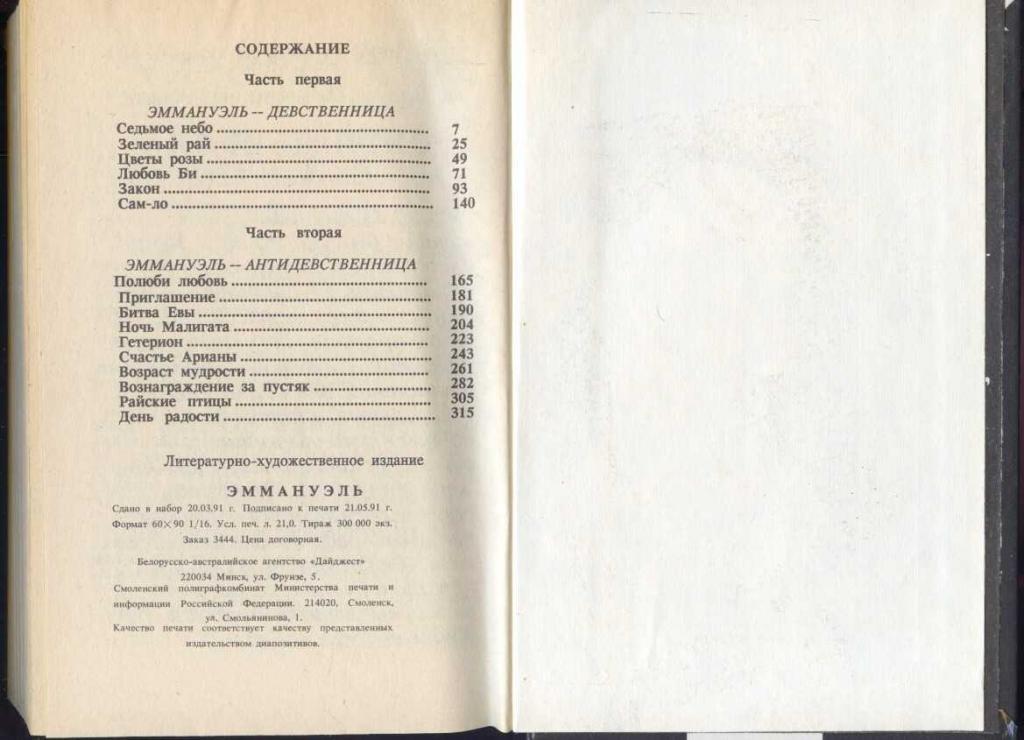 СОДЕРЖАНИЕ
Часть первая
ЭММАНУЭЛЬ — ДЕВСТВЕННИЦА
Седьмое небо ........................................ 7
Зеленый рай ........................................ 25
Цветы розы ........................................ 49
Любовь Би ........................................ 71
Закон ........................................ 93
Сам-ло ........................................ 140
Часть вторая
ЭММАНУЭЛЬ — АНТИДЕВСТВЕННИЦА
Полюби любовь ........................................ 165
Приглашение ........................................ 181
Битва Евы ........................................ 190
Ночь Малигата ........................................ 204
Гетерион ........................................ 223
Счастье Арианы ........................................ 243
Возраст мудрости ........................................ 261
Вознаграждение за пустяк ........................................ 282
Райские птицы ........................................ 305
День радости ........................................ 315
Литературно-художественное издание
ЭММАНУЭЛЬ
Сдано в набор 20.03.91 г. Подписано к печати 21.05.91 г.
Формат 60×90 1/16. Усл. печ. л. 21,0. Тираж 300 000 экз.
Заказ 3444. Цена договорная.
Белорусско-австралийское агентство «Дайджест»
220034 Минск, ул. Фрунзе, 5.
Смоленский полиграфкомбинат Министерства печати и
информации Российской Федерации. 214020, Смоленск,
ул. Смольянинова, 1.
Качество печати соответствует качеству представленных
издательством диапозитивов.